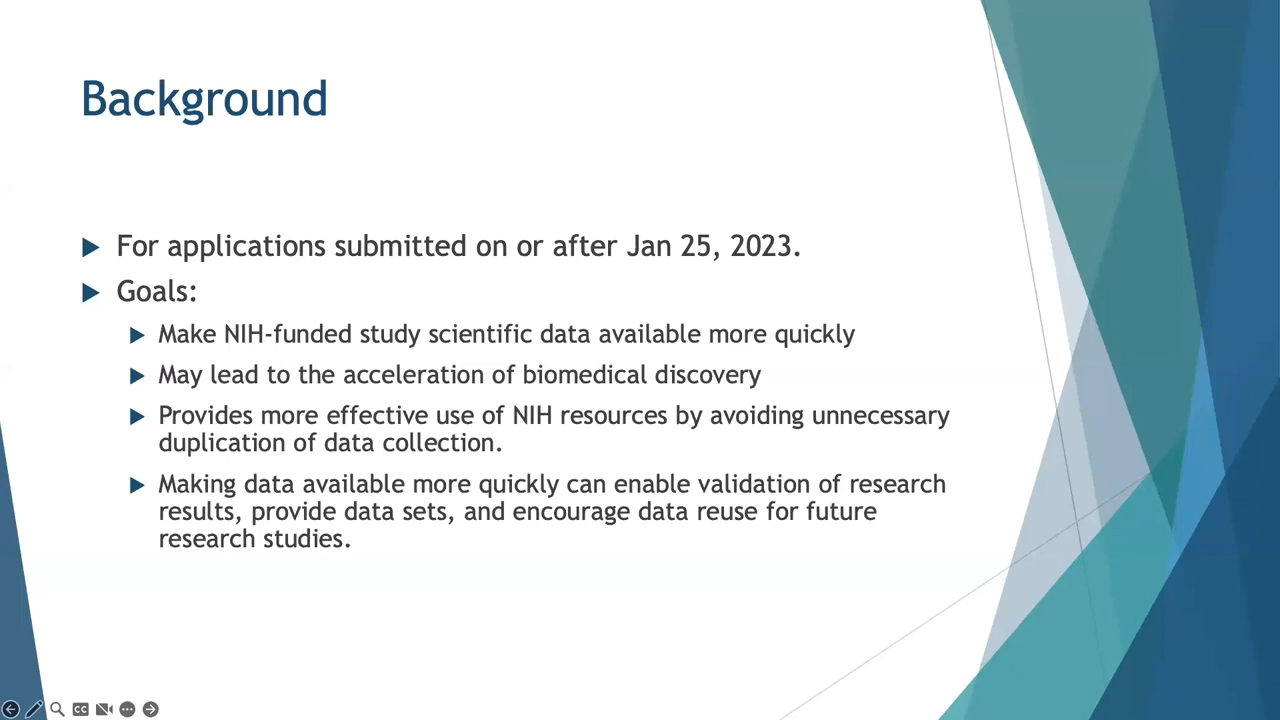 Background
For applications submitted on or after Jan 25, 2023.
Goals:
Make NIH-funded study scientific data available more quickly
May lead to the acceleration of biomedical discovery
Provides more effective use of NIH resources by avoiding unnecessary
duplication of data collection.
Making data available more quickly can enable validation of research
results, provide data sets, and encourage data reuse for future
research studies.
CC